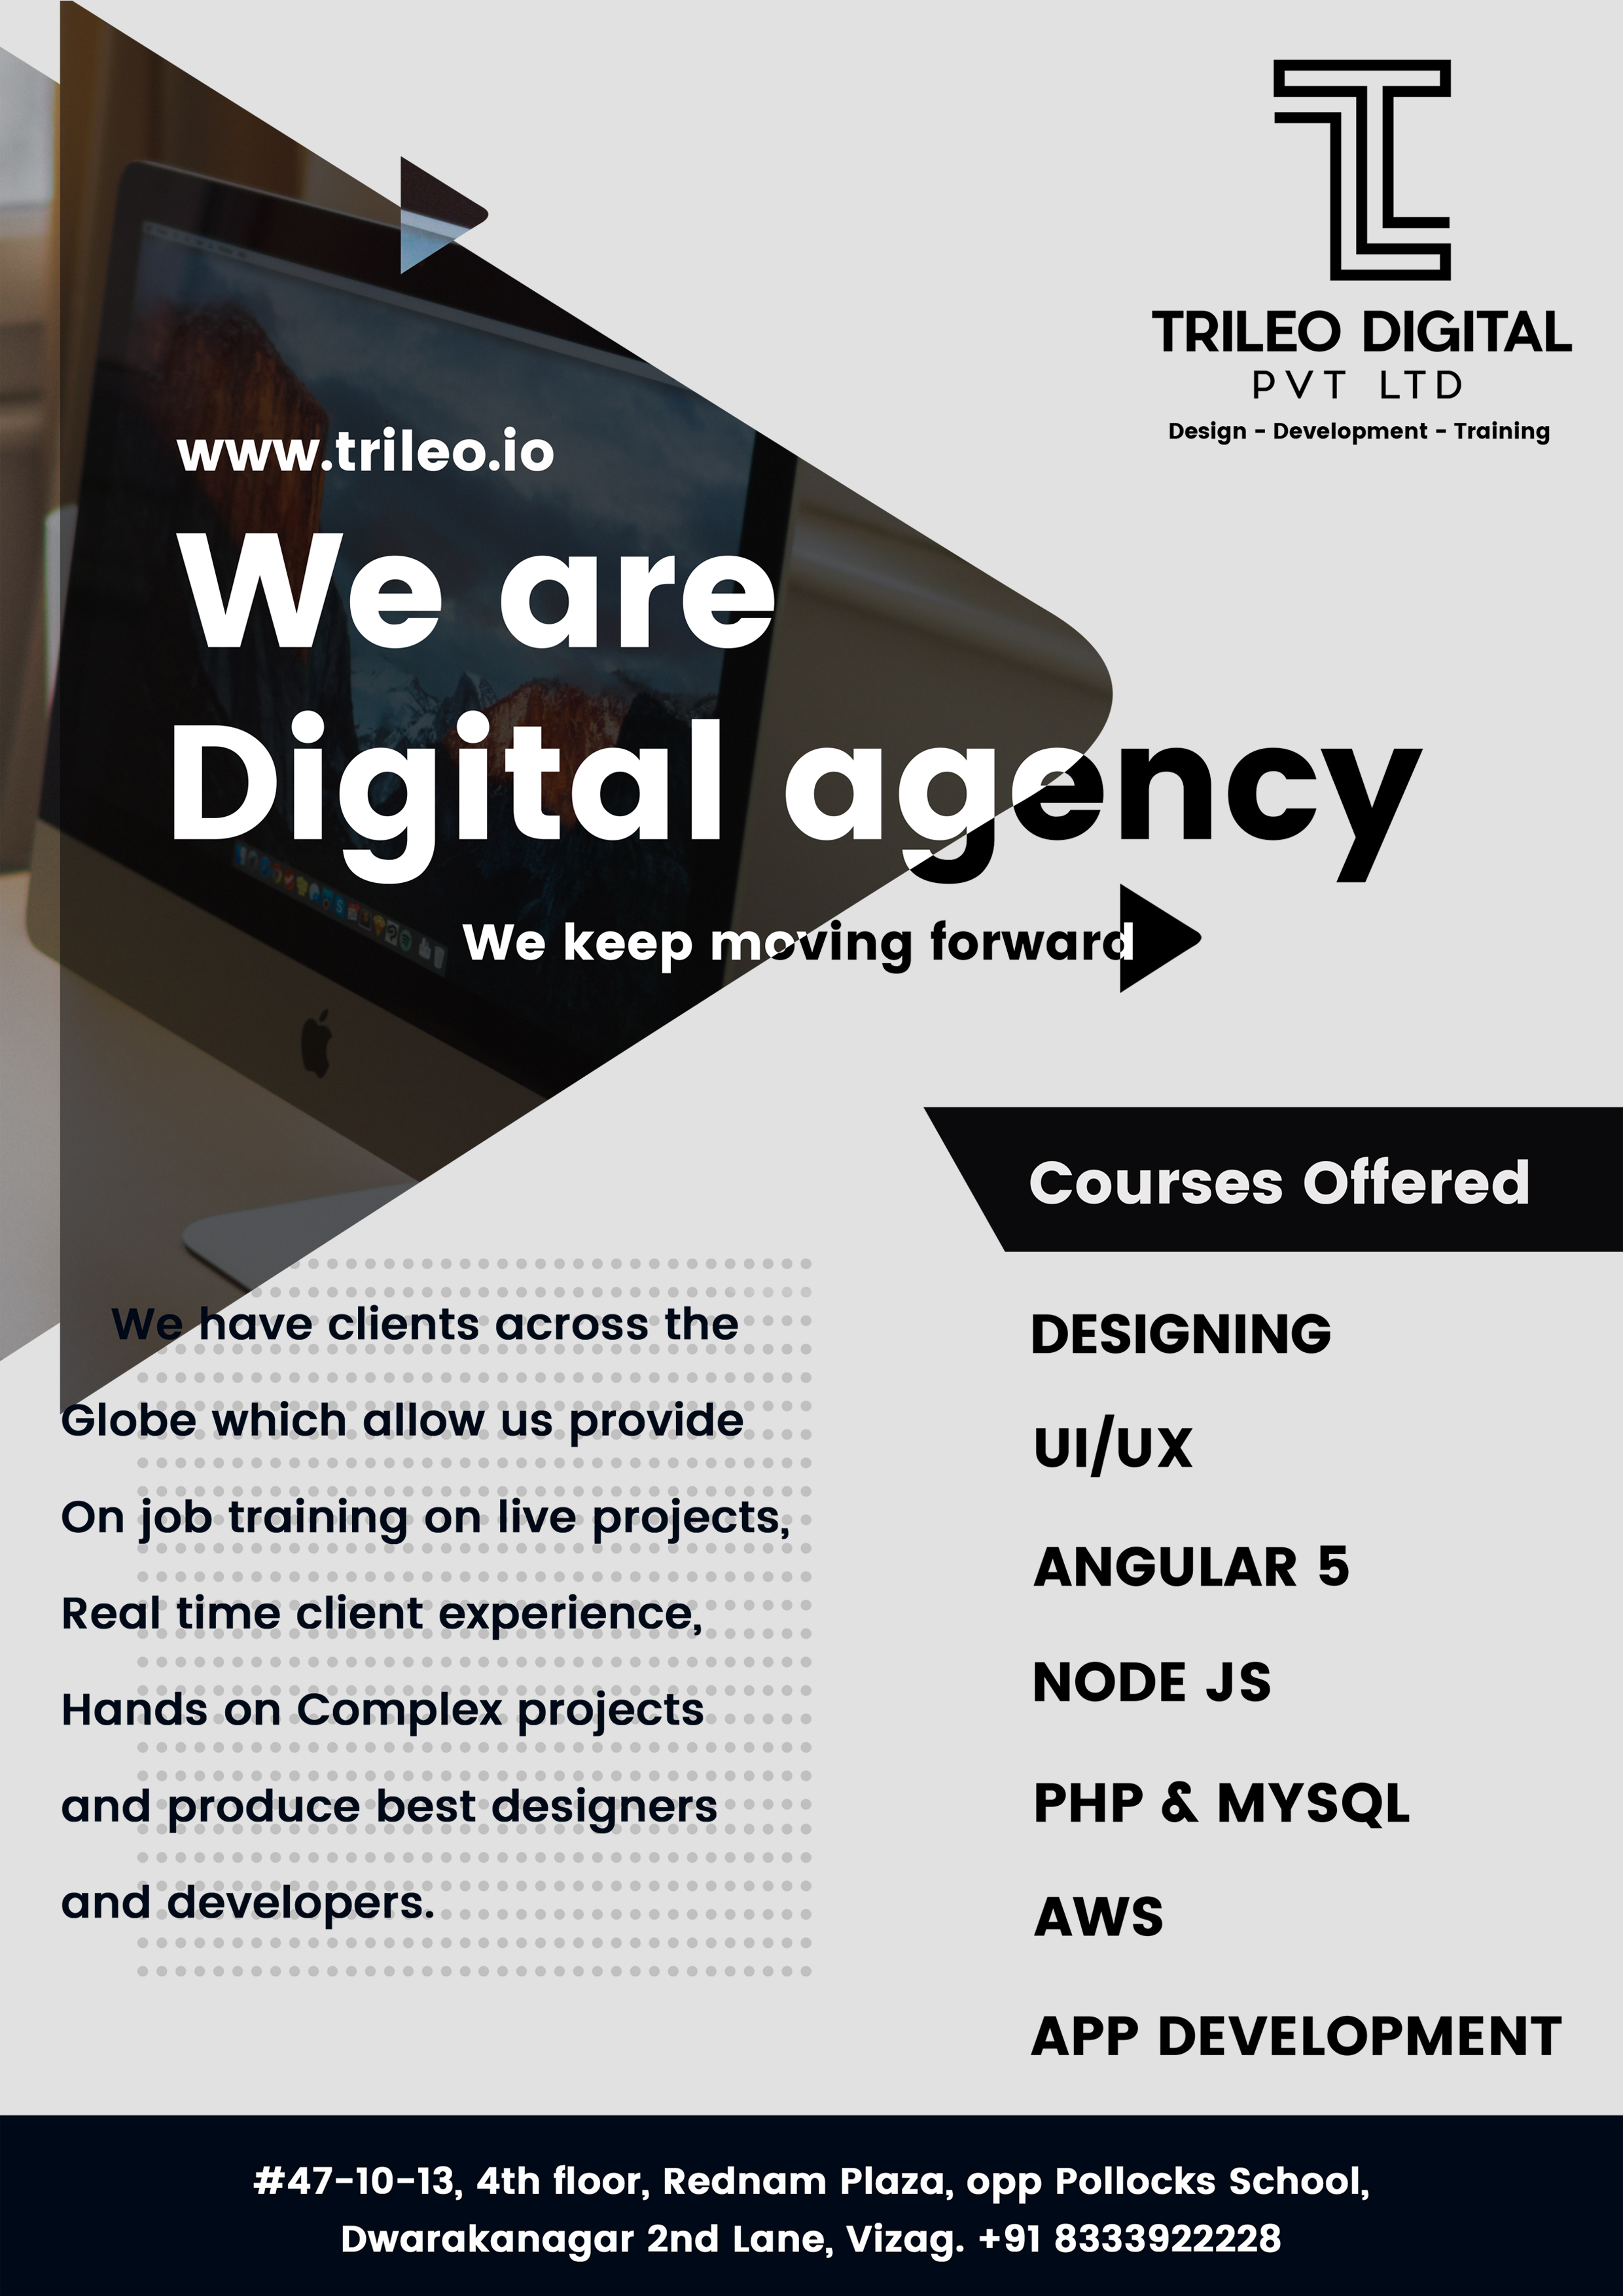 TRILEO DIGITAL
PVT LTD
Design - Development - Training
www.trileo.io
We are
Digital agency
We keep moving forward
Courses Offered
DESIGNING
UI/UX
ANGULAR 5
NODE JS
PHP & MYSQL
AWS
APP DEVELOPMENT
We have clients across the
Globe which allow us provide
On job training on live projects,
Real time client experience,
Hands on Complex projects
and produce best designers
and developers.
#47-10-13, 4th floor, Rednam Plaza, opp Pollocks School,
Dwarakanagar 2nd Lane, Vizag. +91 8333922228